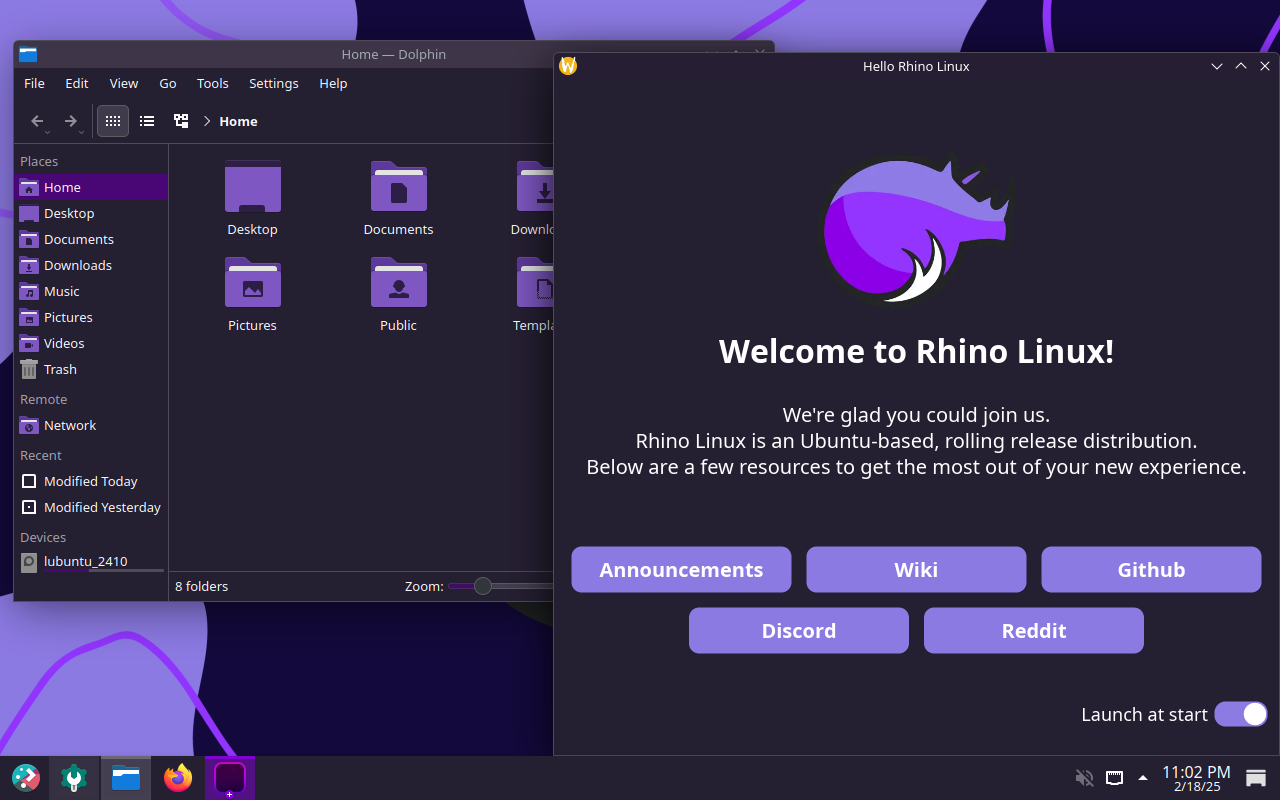 Home — Dolphin
File Edit View Go Tools Settings Help
Home
Places
Home
Desktop
Documents
Downloads
Music
Pictures
Videos
Trash
Remote
Network
Recent
Modified Today
Modified Yesterday
Devices
lubuntu_2410
Desktop
Documents
Downlo
Pictures
Public
Templa
8 folders
Zoom:
Hello Rhino Linux
Welcome to Rhino Linux!
We're glad you could join us.
Rhino Linux is an Ubuntu-based, rolling release distribution.
Below are a few resources to get the most out of your new experience.
Announcements
Wiki
Github
Discord
Reddit
Launch at start
11:02 PM
2/18/25